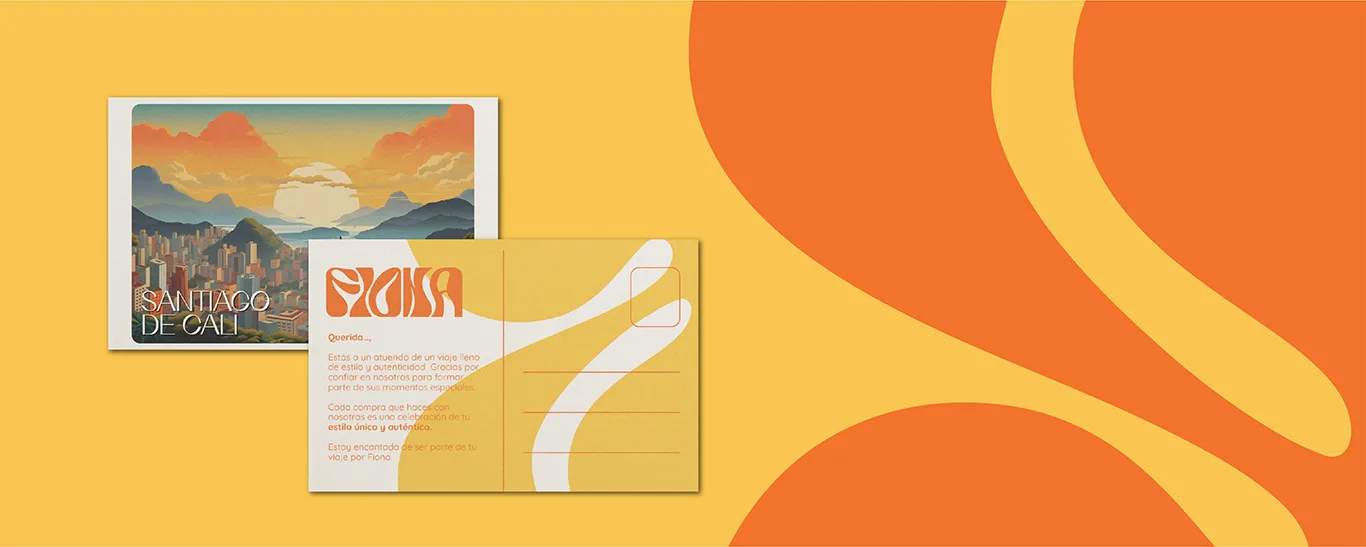 SANTIAGO
DE CALI
FIONA
Querida...,
Estás a un atuendo de un viaje lleno
de estilo y autenticidad. Gracias por
confiar en nosotros para formar
parte de sus momentos especiales.
Cada compra que haces con
nosotras es una celebración de tu
estilo único y auténtico.
Estoy encantada de ser parte de tu
viaje por Fiona.